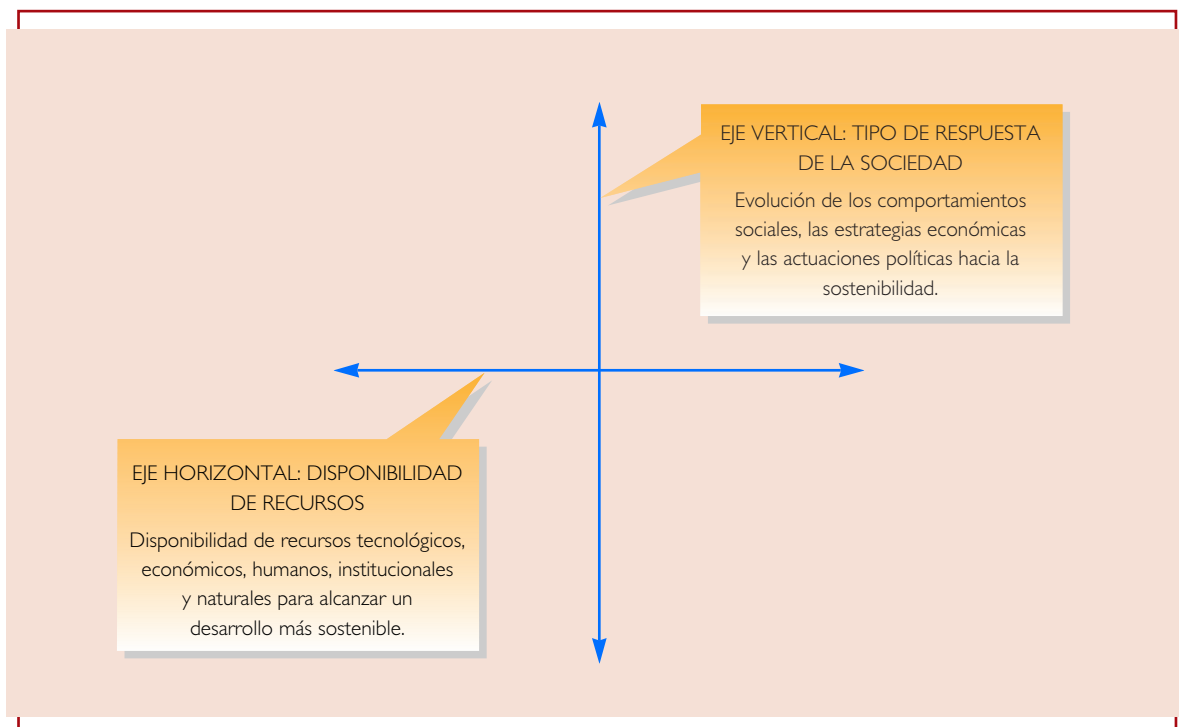 EJE VERTICAL: TIPO DE RESPUESTA
DE LA SOCIEDAD
Evolución de los comportamientos
sociales, las estrategias económicas
y las actuaciones políticas hacia la
sostenibilidad.
EJE HORIZONTAL: DISPONIBILIDAD
DE RECURSOS
Disponibilidad de recursos tecnológicos,
económicos, humanos, institucionales
y naturales para alcanzar un
desarrollo más sostenible.